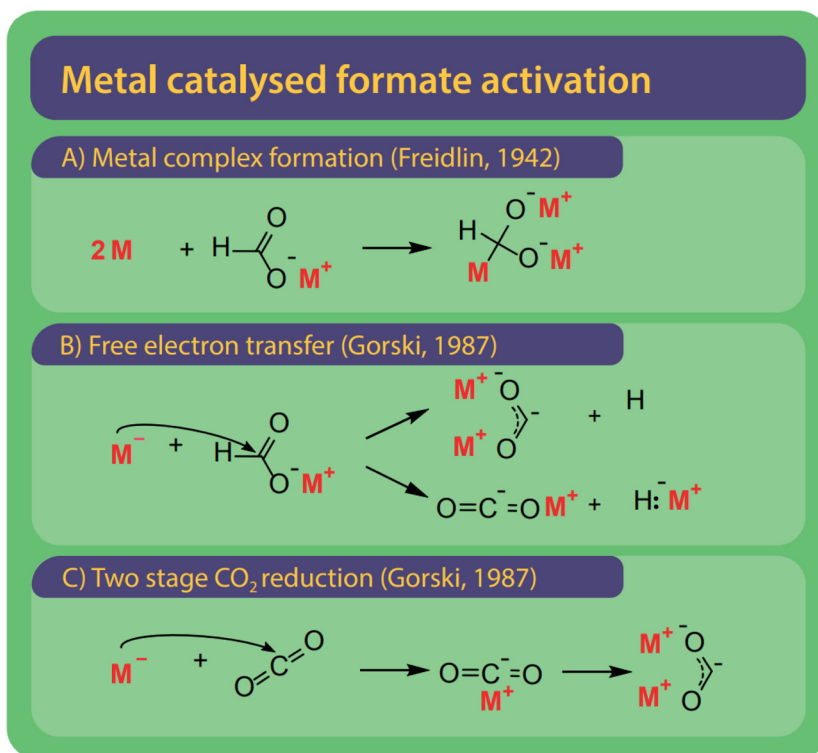 Metal catalysed formate activation
A) Metal complex formation (Freidlin, 1942)
2 M + H O O⁻ M⁺ H M O⁻ M⁺ O⁻ M⁺
B) Free electron transfer (Gorski, 1987)
M⁻ + H O O⁻ M⁺
M⁺ ⁻O M⁺ O ⁻ + H
O=C⁻=O M⁺ + H:⁻ M⁺
C) Two stage CO₂ reduction (Gorski, 1987)
M⁻ + O=C=O O=C⁻=O M⁺ M⁺ ⁻O M⁺ O ⁻